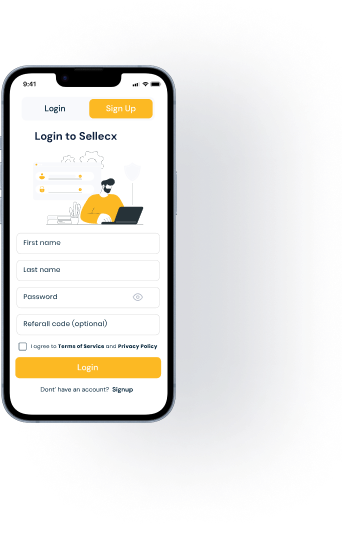 9:41
Login
Sign Up
Login to Sellecx
First name
Last name
Password
Referall code (optional)
I agree to Terms of Service and Privacy Policy
Login
Dont' have an account? Signup